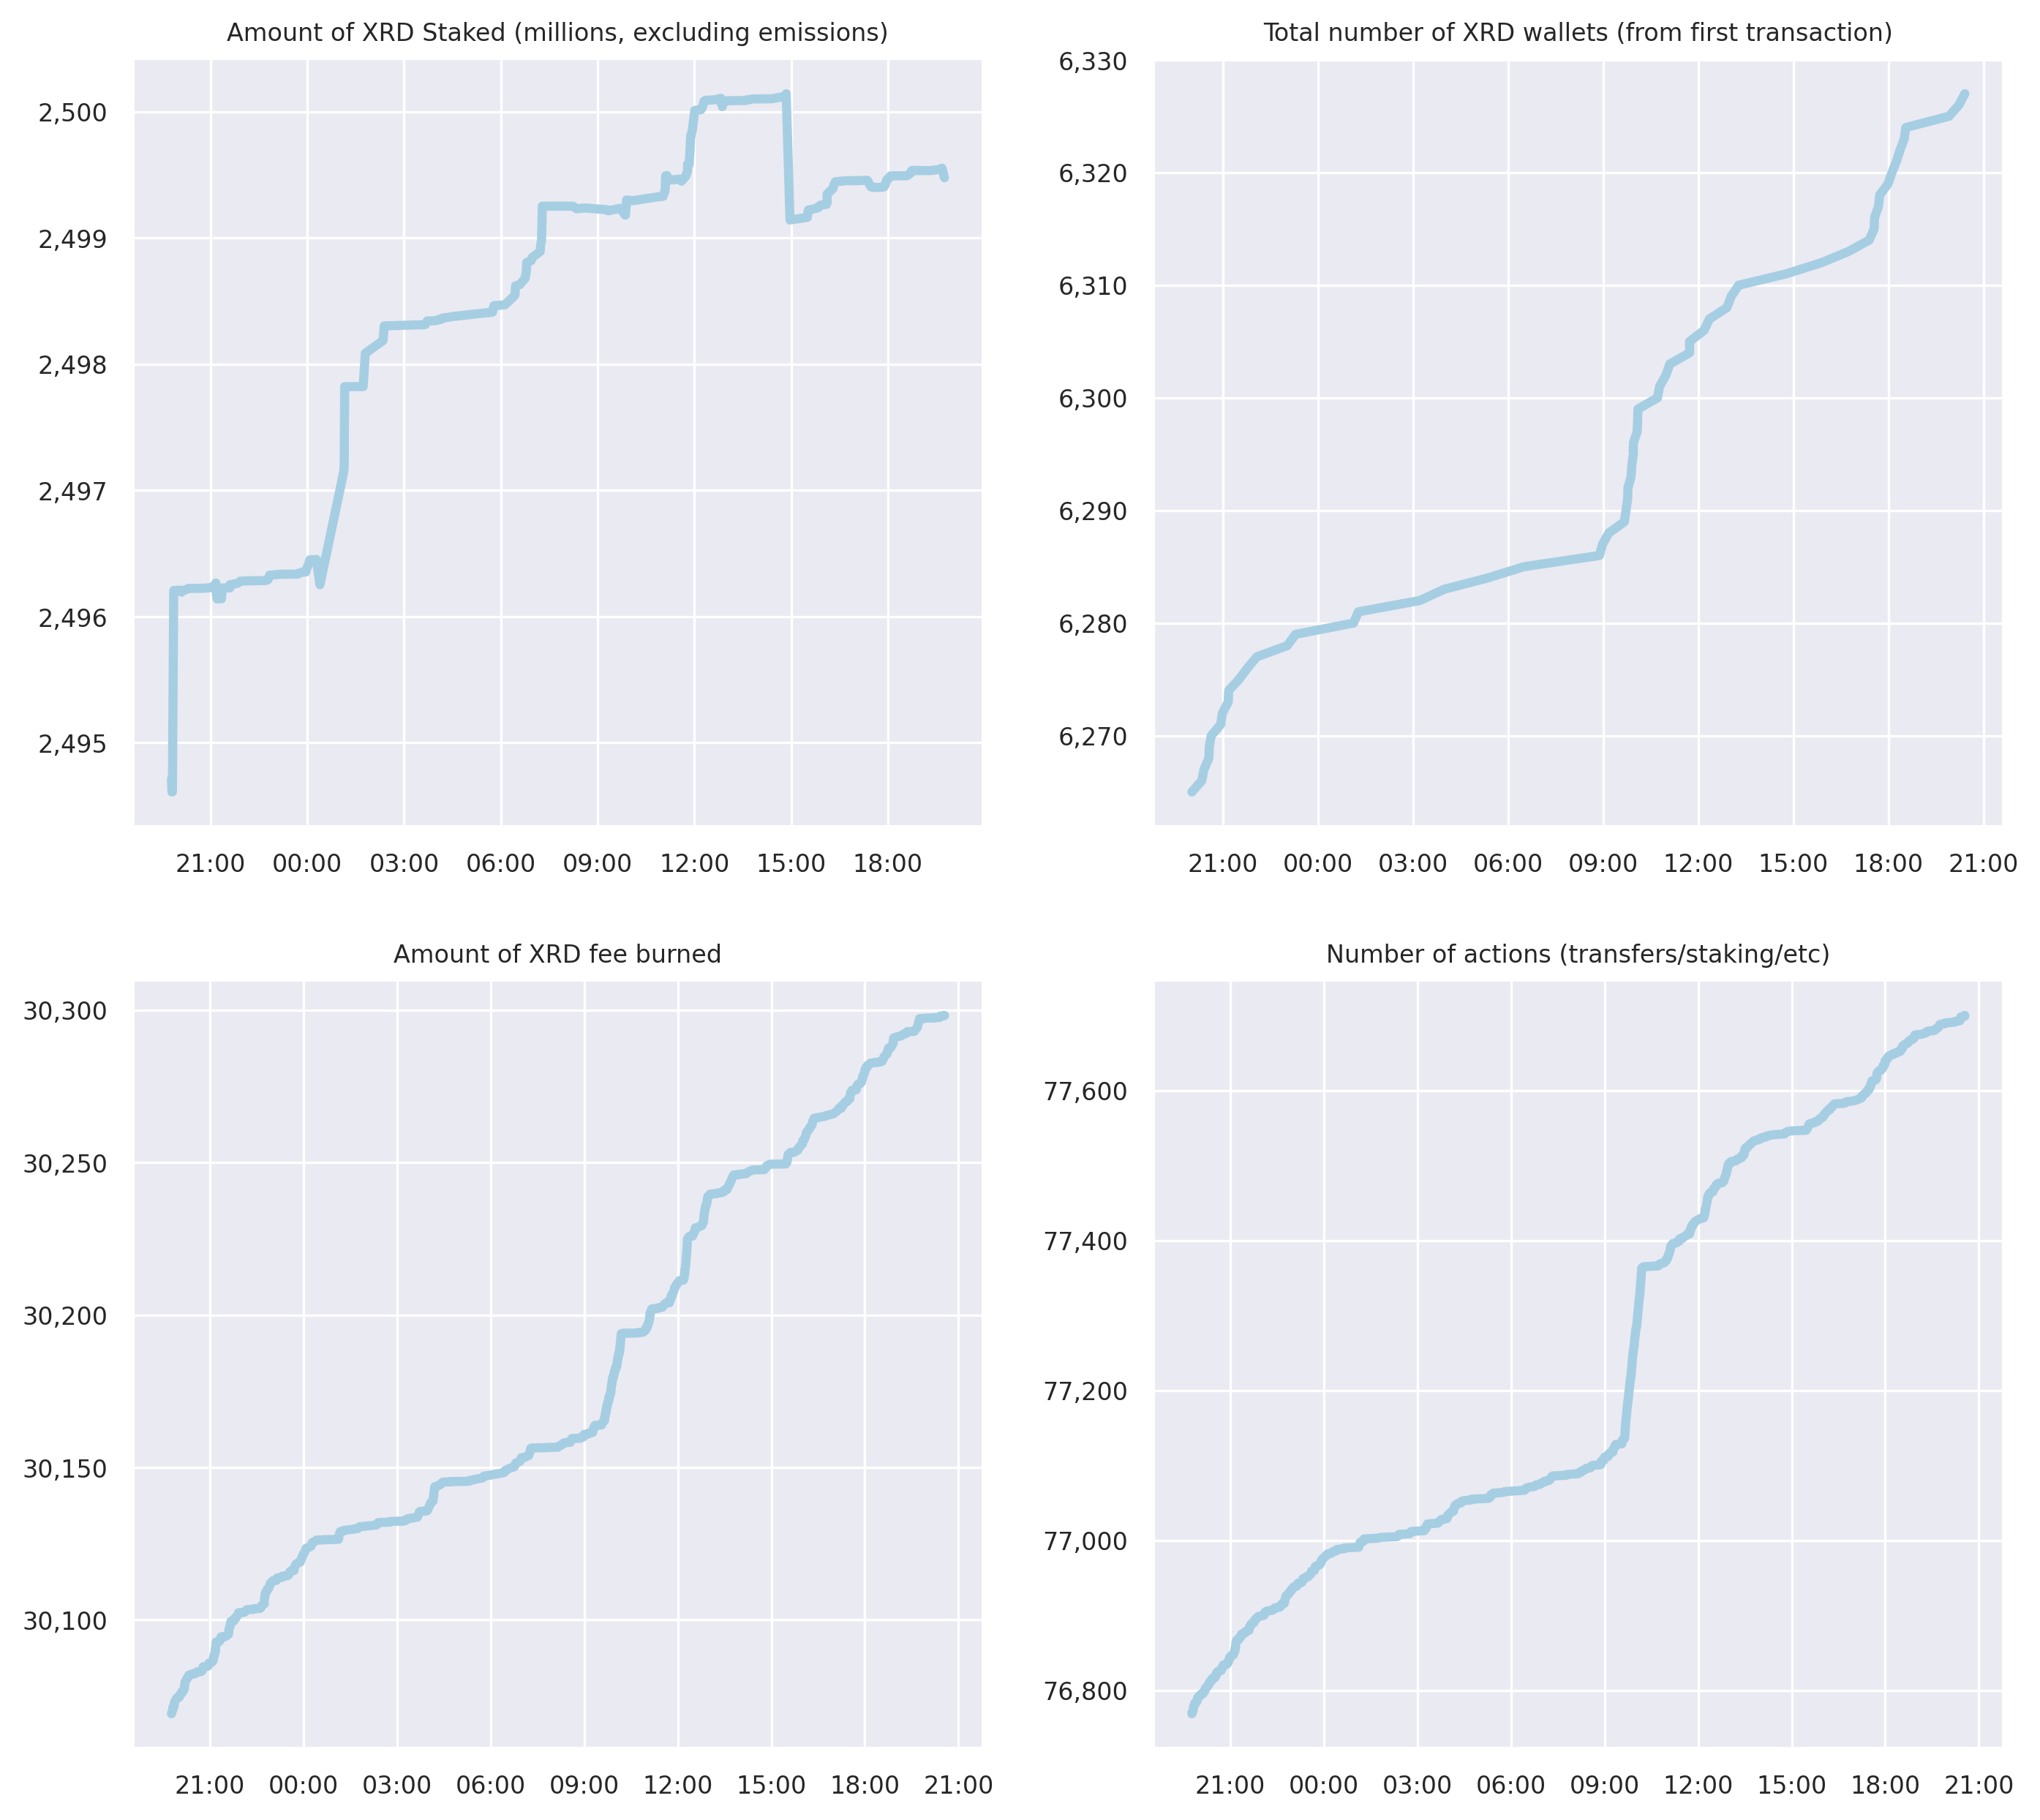 Amount of XRD Staked (millions, excluding emissions)
2,500
2,499
2,498
2,497
2,496
2,495
21:00 00:00 03:00 06:00 09:00 12:00 15:00 18:00
Total number of XRD wallets (from first transaction)
6,330
6,320
6,310
6,300
6,290
6,280
6,270
21:00 00:00 03:00 06:00 09:00 12:00 15:00 18:00 21:00
Amount of XRD fee burned
30,300
30,250
30,200
30,150
30,100
21:00 00:00 03:00 06:00 09:00 12:00 15:00 18:00 21:00
Number of actions (transfers/staking/etc)
77,600
77,400
77,200
77,000
76,800
21:00 00:00 03:00 06:00 09:00 12:00 15:00 18:00 21:00